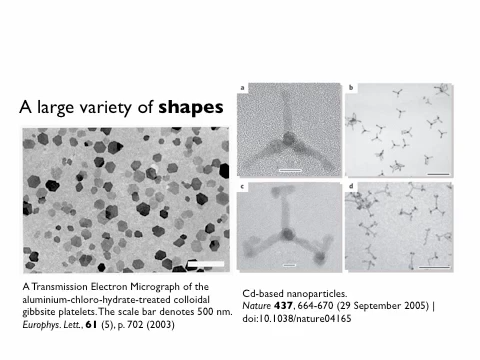 A large variety of shapes
a
b
c
d
A Transmission Electron Micrograph of the
aluminium-chloro-hydrate-treated colloidal
gibbsite platelets. The scale bar denotes 500 nm.
Europhys. Lett., 61 (5), p. 702 (2003)
Cd-based nanoparticles.
Nature 437, 664-670 (29 September 2005) |
doi:10.1038/nature04165